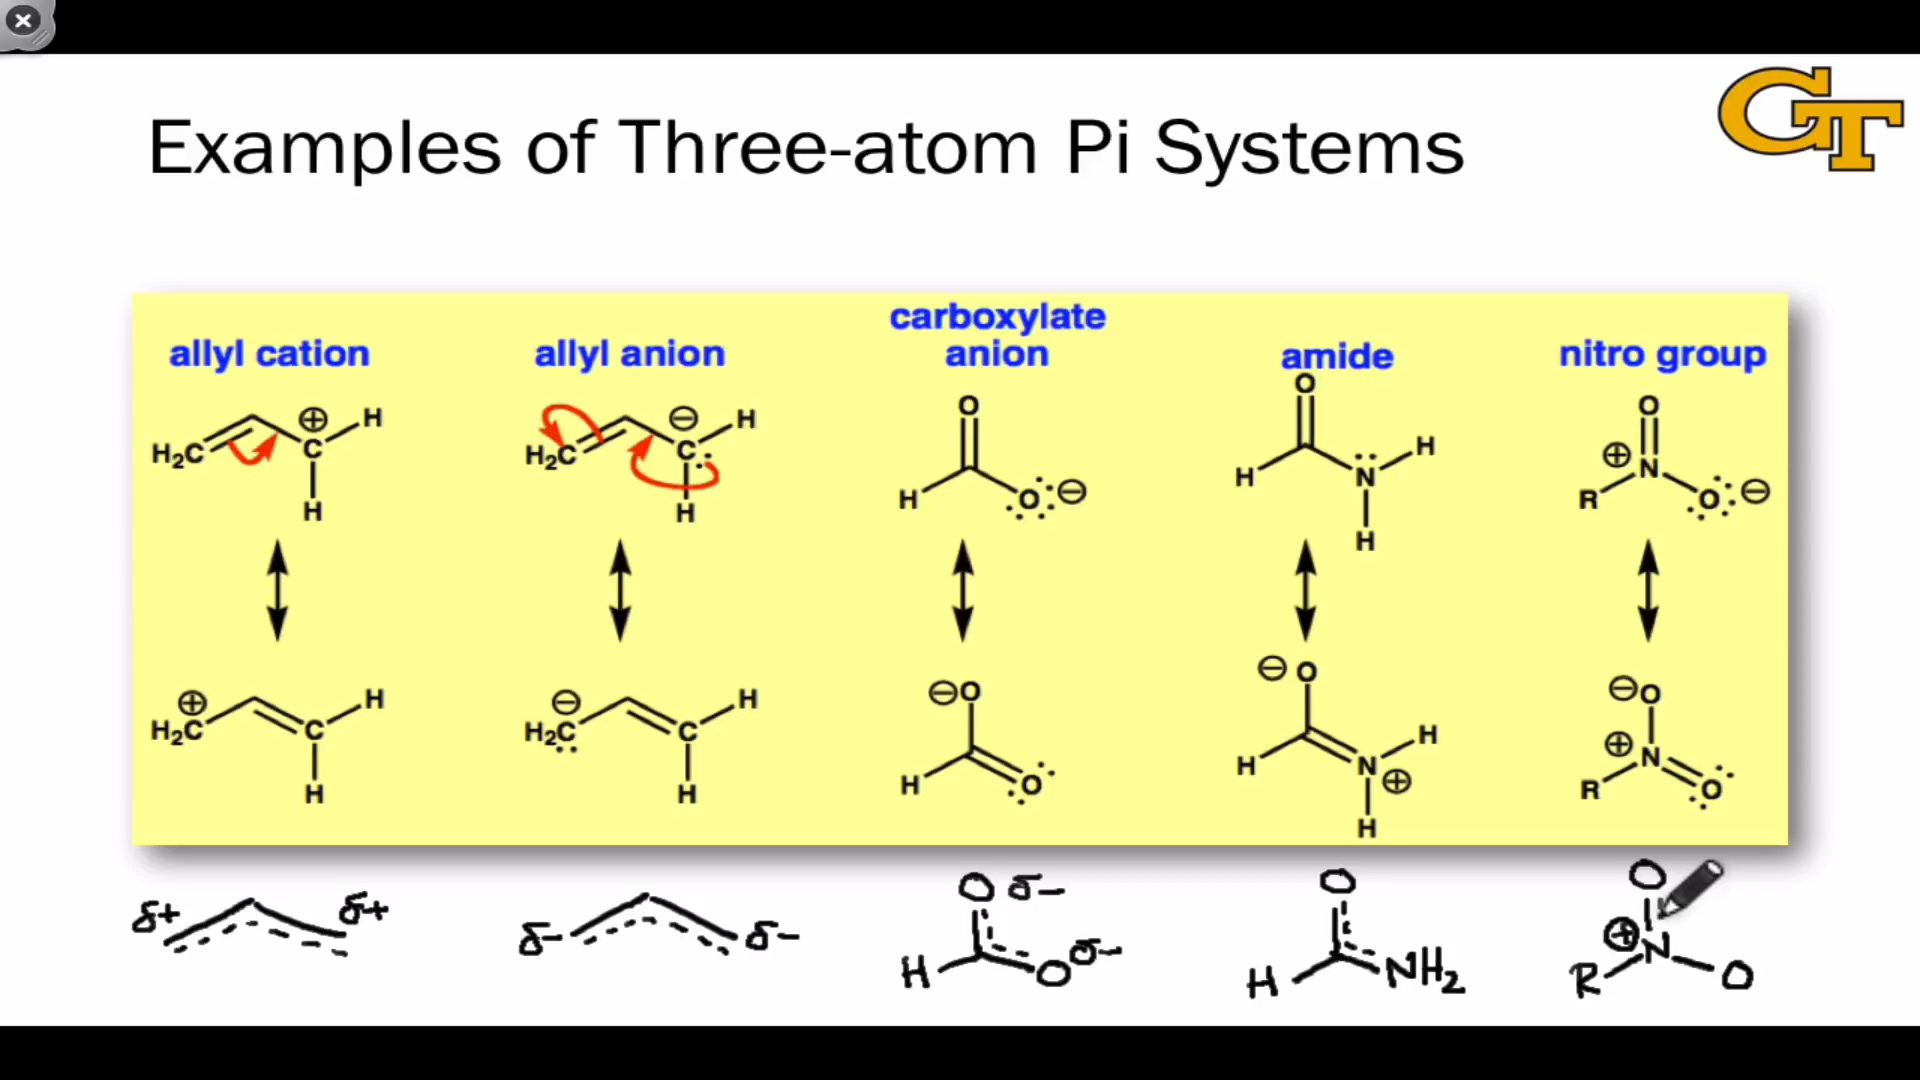 Examples of Three-atom Pi Systems
GT
allyl cation
allyl anion
carboxylate
anion
amide
nitro group
H₂C ⊕ C H
H
H₂C ⊖ C: H
H
O
H O ⊖
O
H N H
H
O
⊕ N
R O ⊖
⊕
H₂C C H
H
⊖
H₂C C H
H
⊖ O
H O
⊖ O
H N ⊕ H
H
⊖ O
⊕ N
R O
δ+ δ+
δ- δ-
O δ-
H O δ-
O
H NH₂
O
⊕ N
R O